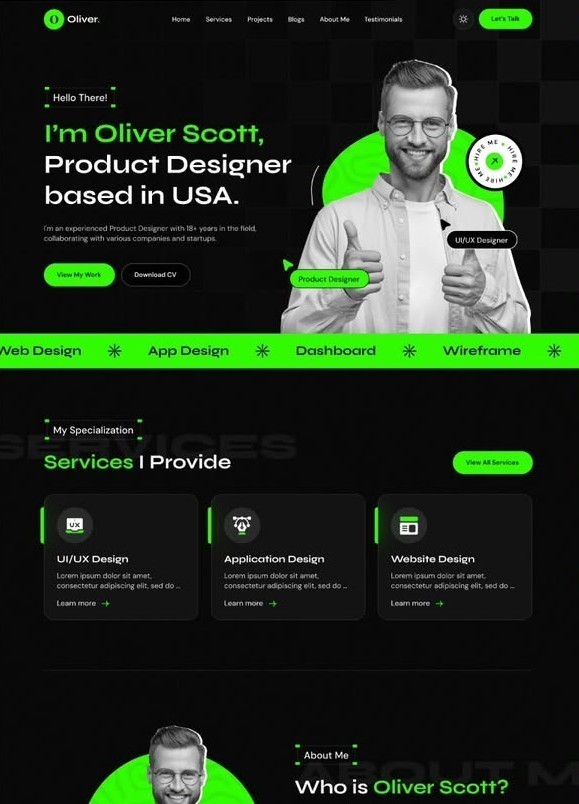 Oliver.
Home Services Projects Blogs About Me Testimonials
Let's Talk
Hello There!
I'm Oliver Scott,
Product Designer
based in USA.
I'm an experienced Product Designer with 18+ years in the field,
collaborating with various companies and startups.
View My Work
Download CV
HIRE ME HIRE ME HIRE ME
UI/UX Designer
Product Designer
Web Design
App Design
Dashboard
Wireframe
My Specialization
SERVICES
Services I Provide
View All Services
UX
UI/UX Design
Lorem ipsum dolor sit amet,
consectetur adipiscing elit, sed do ...
Learn more
Application Design
Lorem ipsum dolor sit amet,
consectetur adipiscing elit, sed do ...
Learn more
Website Design
Lorem ipsum dolor sit amet,
consectetur adipiscing elit, sed do ...
Learn more
About Me
ABOUT M
Who is Oliver Scott?